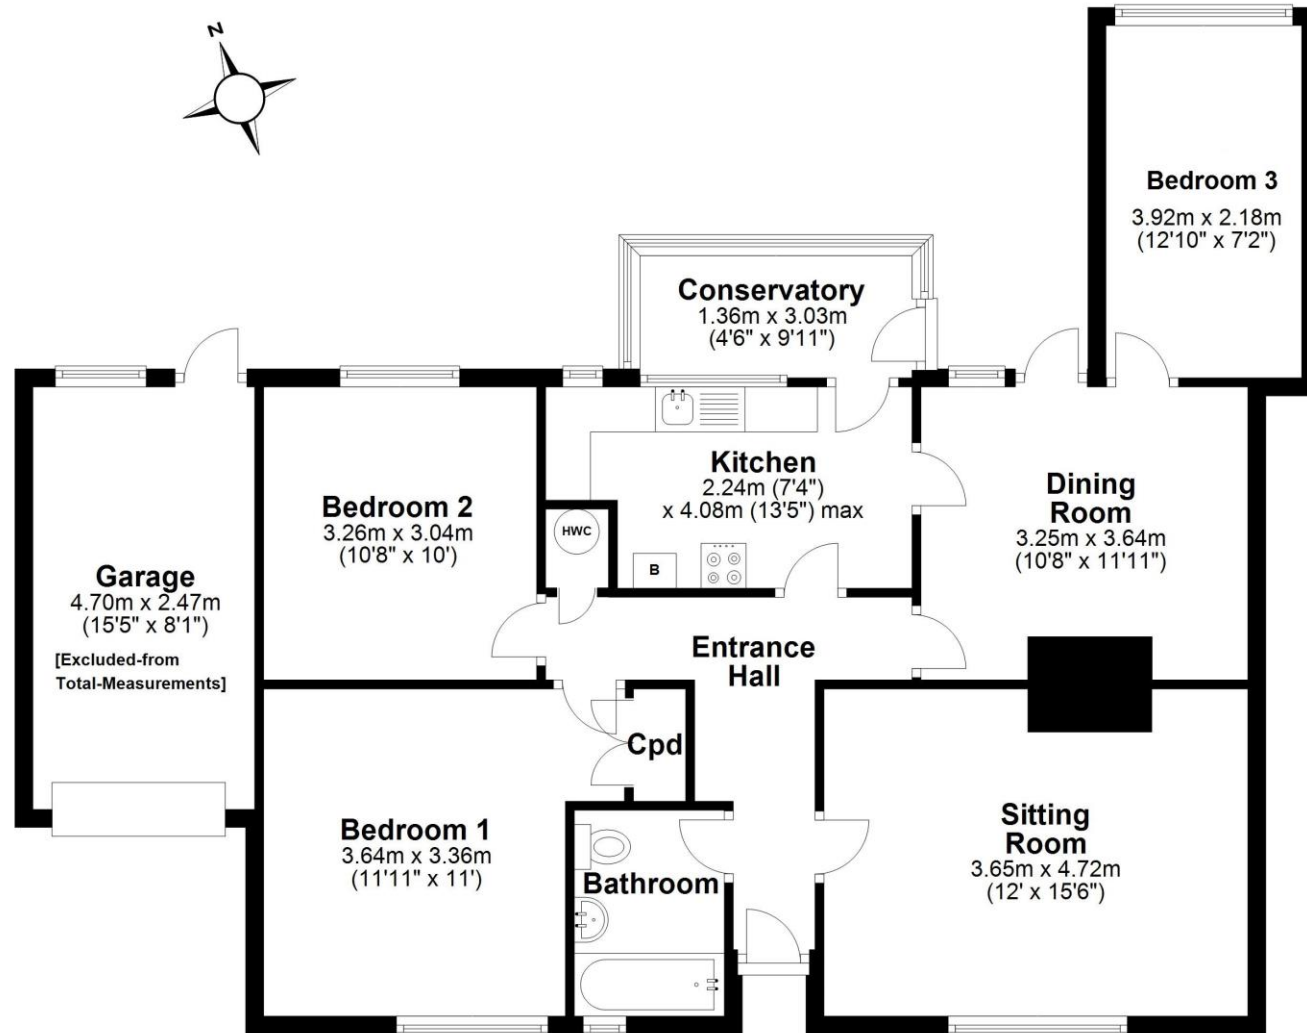 N
Bedroom 3
3.92m x 2.18m
(12'10" x 7'2")
Conservatory
1.36m x 3.03m
(4'6" x 9'11")
Kitchen
2.24m (7'4")
x 4.08m (13'5") max
Dining
Room
3.25m x 3.64m
(10'8" x 11'11")
Bedroom 2
3.26m x 3.04m
(10'8" x 10')
HWC
B
Garage
4.70m x 2.47m
(15'5" x 8'1")
[Excluded-from
Total-Measurements]
Entrance
Hall
Cpd
Bedroom 1
3.64m x 3.36m
(11'11" x 11')
Bathroom
Sitting
Room
3.65m x 4.72m
(12' x 15'6")